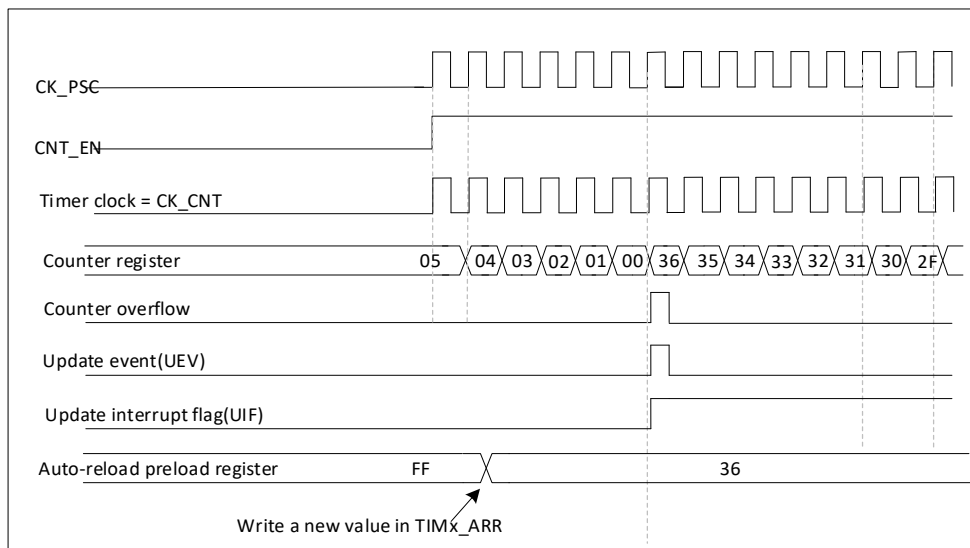 CK_PSC
CNT_EN
Timer clock = CK_CNT
Counter register 05 04 03 02 01 00 36 35 34 33 32 31 30 2F
Counter overflow
Update event(UEV)
Update interrupt flag(UIF)
Auto-reload preload register FF 36
Write a new value in TIMx_ARR